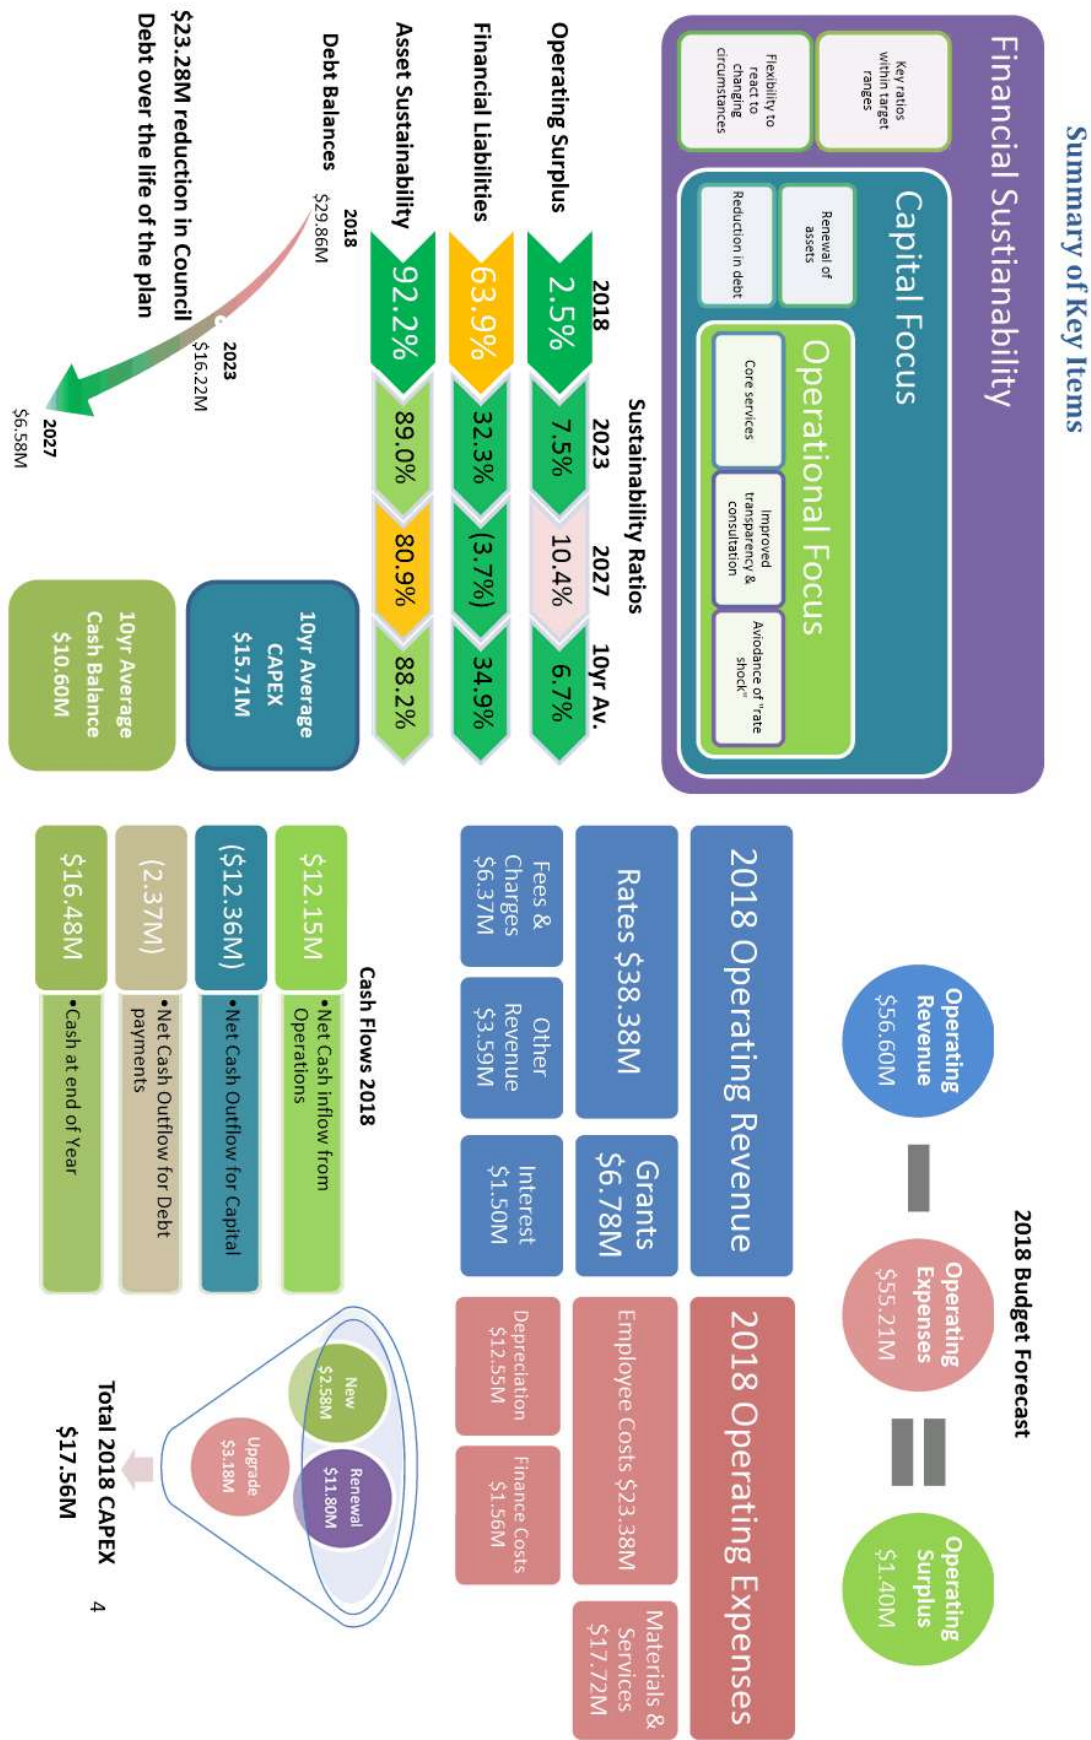 Summary of Key Items
Financial Sustianability
Key ratios
within target
ranges
Flexibility to
react to
changing
circumstances
Capital Focus
Renewal of
assets
Reduction in debt
Operational Focus
Core services
Improved
transparency &
consultation
Aviodance of "rate
shock"
Sustainability Ratios
2018 2023 2027 10yr Av.
Operating Surplus 2.5% 7.5% 10.4% 6.7%
Financial Liabilities 63.9% 32.3% (3.7%) 34.9%
Asset Sustainability 92.2% 89.0% 80.9% 88.2%
Debt Balances
2018
$29.86M
2023
$16.22M
2027
$6.58M
$23.28M reduction in Council
Debt over the life of the plan
10yr Average
CAPEX
$15.71M
10yr Average
Cash Balance
$10.60M
2018 Budget Forecast
Operating
Revenue
$56.60M
Operating
Expenses
$55.21M
Operating
Surplus
$1.40M
2018 Operating Revenue
Rates $38.38M
Grants
$6.78M
Fees &
Charges
$6.37M
Other
Revenue
$3.59M
Interest
$1.50M
2018 Operating Expenses
Employee Costs $23.38M
Materials &
Services
$17.72M
Depreciation
$12.55M
Finance Costs
$1.56M
Cash Flows 2018
$12.15M
•Net Cash inflow from
Operations
($12.36M)
•Net Cash Outflow for Capital
(2.37M)
•Net Cash Outflow for Debt
payments
$16.48M
•Cash at end of Year
New
$2.58M
Renewal
$11.80M
Upgrade
$3.18M
Total 2018 CAPEX
$17.56M
4